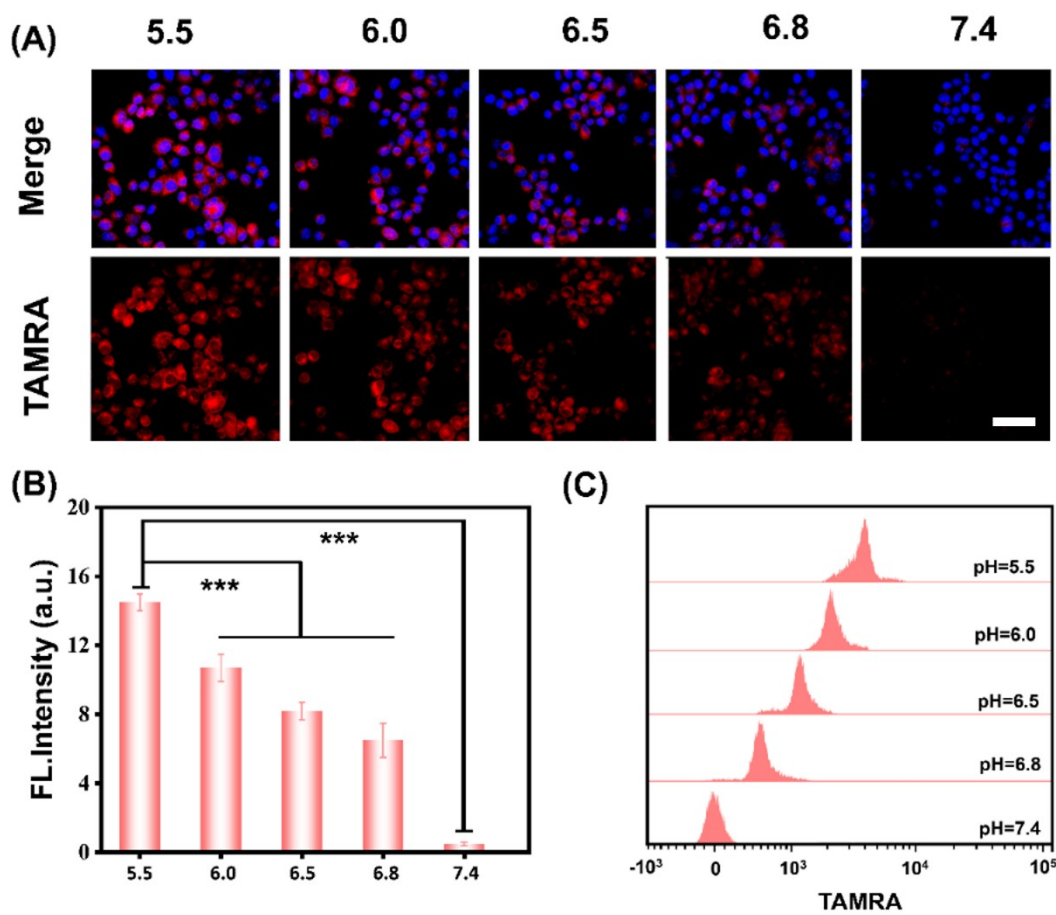 (A)
5.5 6.0 6.5 6.8 7.4
Merge
TAMRA
(B)
20
16
12
8
4
0
FL.Intensity (a.u.)
***
***
5.5 6.0 6.5 6.8 7.4
(C)
pH=5.5
pH=6.0
pH=6.5
pH=6.8
pH=7.4
-10³ 0 10³ 10⁴ 10⁵
TAMRA